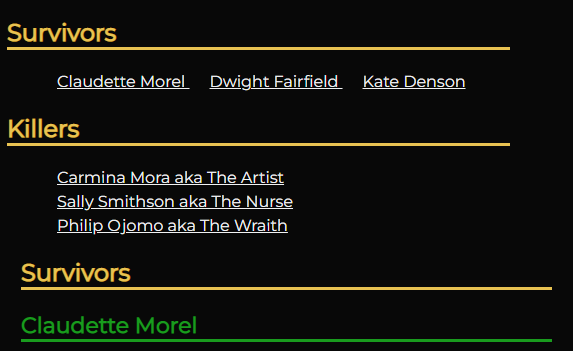 Survivors
Claudette Morel Dwight Fairfield Kate Denson
Killers
Carmina Mora aka The Artist
Sally Smithson aka The Nurse
Philip Ojomo aka The Wraith
Survivors
Claudette Morel